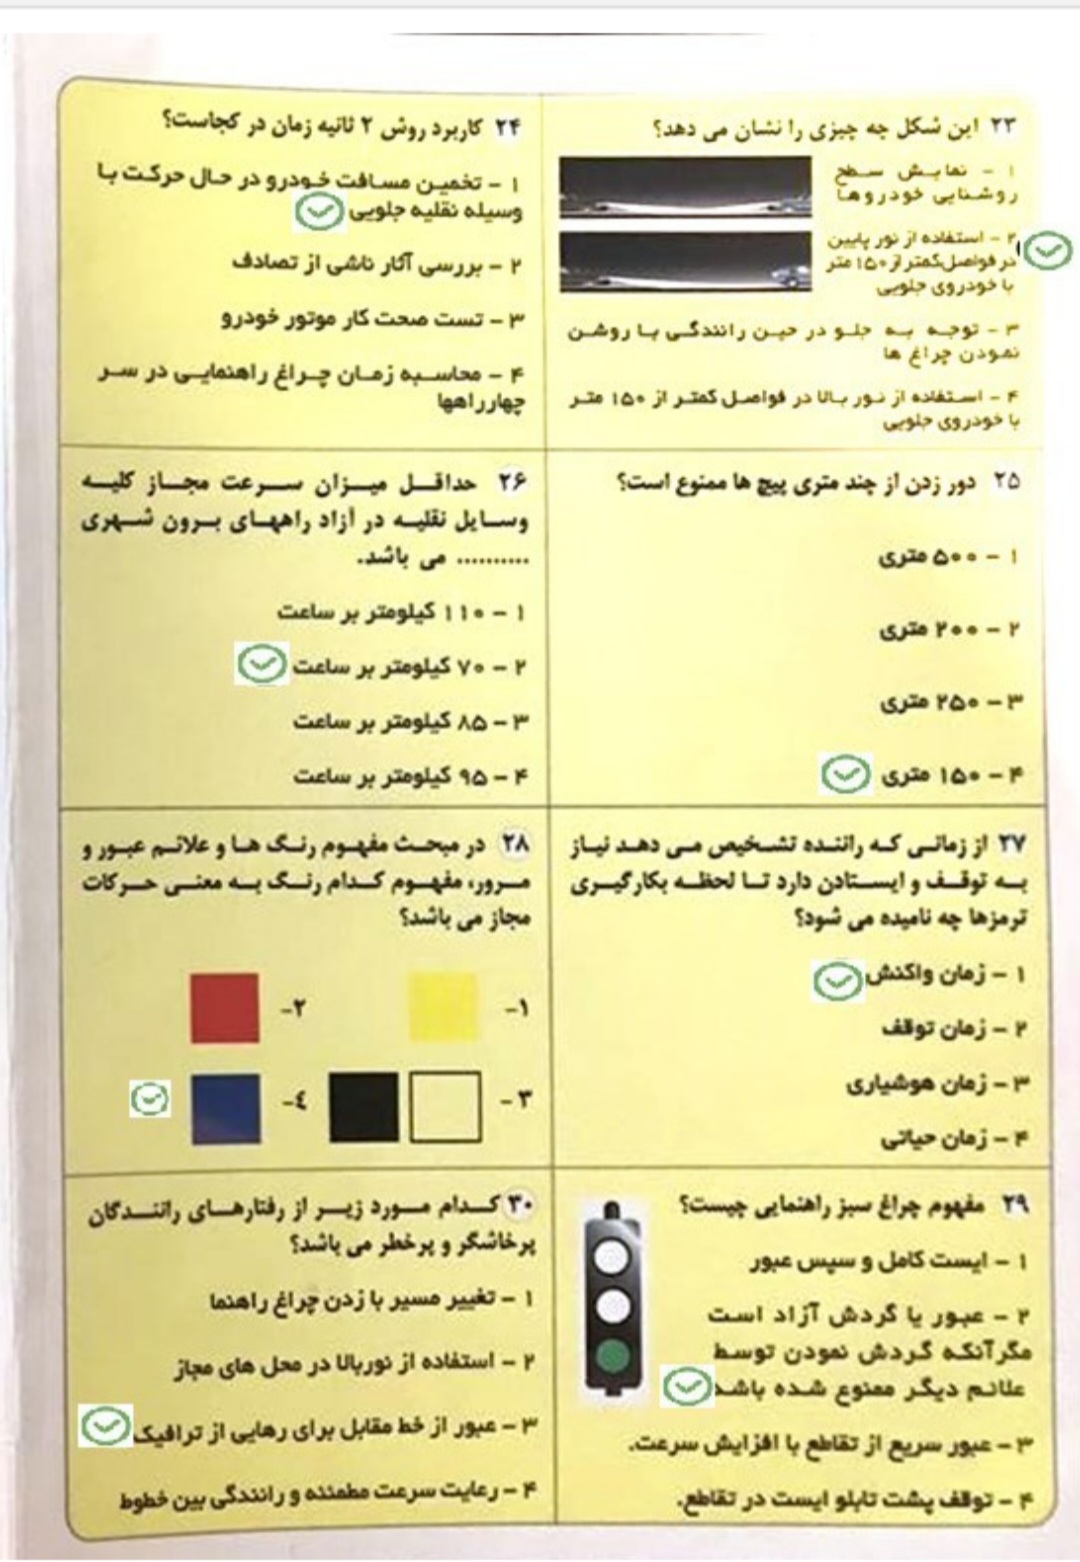 ۲۳ این شکل چه چیزی را نشان می دهد؟
۱ - نمایش سطح
روشنایی خودروها
۲ - استفاده از نور پایین
در فواصل کمتر از ۱۵۰ متر
با خودروی جلویی
۳ - توجه به جلو در حین رانندگی با روشن
نمودن چراغ ها
۴ - استفاده از نور بالا در فواصل کمتر از ۱۵۰ متر
با خودروی جلویی
۲۴ کاربرد روش ۲ ثانیه زمان در کجاست؟
۱ - تخمین مسافت خودرو در حال حرکت با
وسیله نقلیه جلویی
۲ - بررسی آثار ناشی از تصادف
۳ - تست صحت کار موتور خودرو
۴ - محاسبه زمان چراغ راهنمایی در سر
چهارراهها
۲۵ دور زدن از چند متری پیچ ها ممنوع است؟
۱ - ۵۰۰ متری
۲ - ۲۰۰ متری
۳ - ۲۵۰ متری
۴ - ۱۵۰ متری
۲۶ حداقل میزان سرعت مجاز کلیه
وسایل نقلیه در آزاد راههای برون شهری
.......... می باشد.
۱ - ۱۱۰ کیلومتر بر ساعت
۲ - ۷۰ کیلومتر بر ساعت
۳ - ۸۵ کیلومتر بر ساعت
۴ - ۹۵ کیلومتر بر ساعت
۲۷ از زمانی که راننده تشخیص می دهد نیاز
به توقف و ایستادن دارد تا لحظه بکارگیری
ترمزها چه نامیده می شود؟
۱ - زمان واکنش
۲ - زمان توقف
۳ - زمان هوشیاری
۴ - زمان حیاتی
۲۸ در مبحث مفهوم رنگ ها و علائم عبور و
مرور، مفهوم کدام رنگ به معنی حرکات
مجاز می باشد؟
۱- ۲-
۳ - ٤-
۲۹ مفهوم چراغ سبز راهنمایی چیست؟
۱ - ایست کامل و سپس عبور
۲ - عبور یا گردش آزاد است
مگر آنکه گردش نمودن توسط
علائم دیگر ممنوع شده باشد
۳ - عبور سریع از تقاطع با افزایش سرعت.
۴ - توقف پشت تابلو ایست در تقاطع.
۳۰ کدام مورد زیر از رفتارهای رانندگان
پرخاشگر و پرخطر می باشد؟
۱ - تغییر مسیر با زدن چراغ راهنما
۲ - استفاده از نوربالا در محل های مجاز
۳ - عبور از خط مقابل برای رهایی از ترافیک
۴ - رعایت سرعت مطمئنه و رانندگی بین خطوط